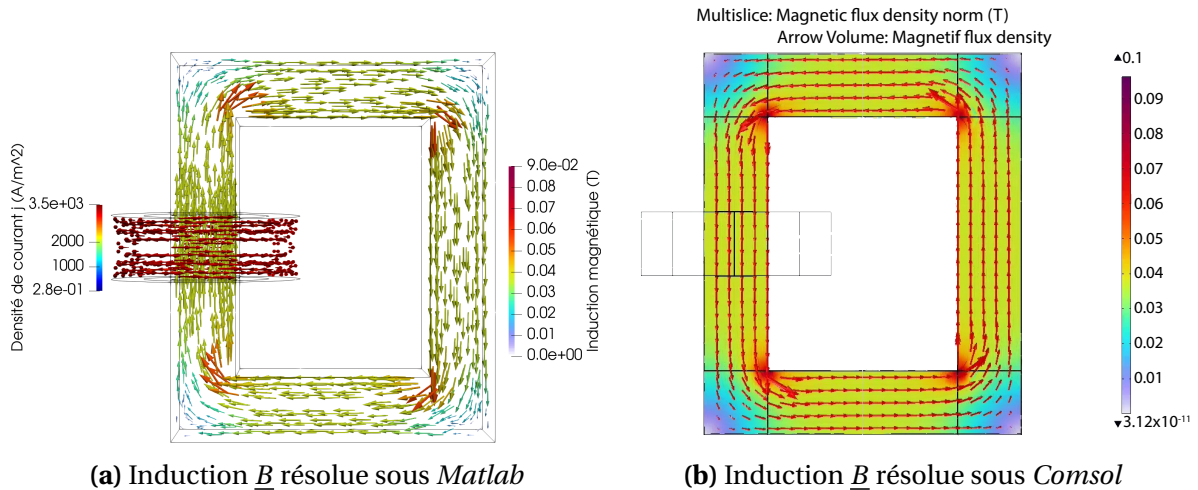 Multislice: Magnetic flux density norm (T)
Arrow Volume: Magnetif flux density
Densité de courant j (A/m^2)
3.5e+03
2000
1000
2.8e-01
9.0e-02
0.08
0.07
0.06
0.05
0.04
0.03
0.02
0.01
0.0e+00
Induction magnétique (T)
▲0.1
0.09
0.08
0.07
0.06
0.05
0.04
0.03
0.02
0.01
▼3.12x10⁻¹¹
(a) Induction B résolue sous Matlab
(b) Induction B résolue sous Comsol